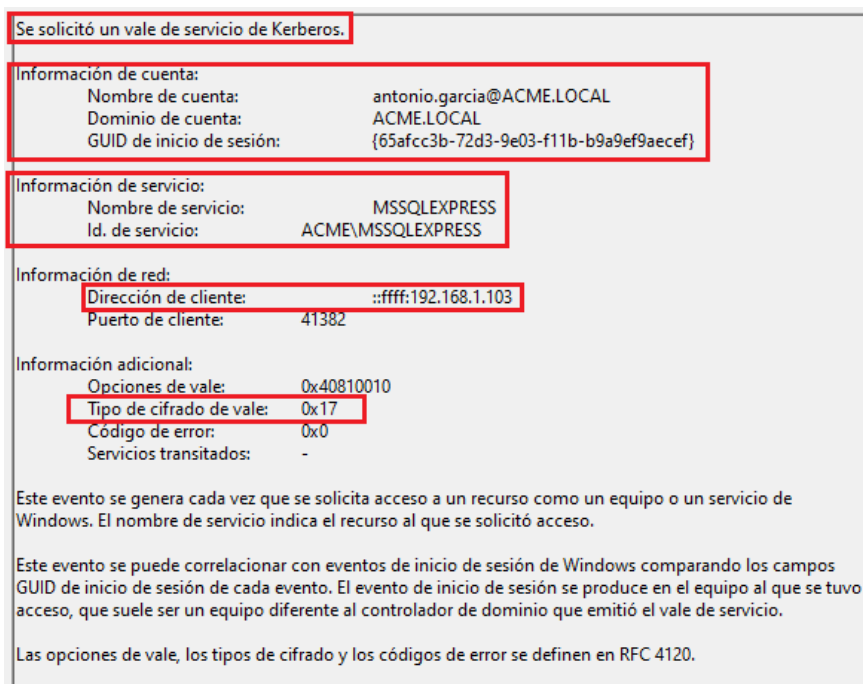 Se solicitó un vale de servicio de Kerberos.
Información de cuenta:
Nombre de cuenta: antonio.garcia@ACME.LOCAL
Dominio de cuenta: ACME.LOCAL
GUID de inicio de sesión: {65afcc3b-72d3-9e03-f11b-b9a9ef9aecef}
Información de servicio:
Nombre de servicio: MSSQLEXPRESS
Id. de servicio: ACME\MSSQLEXPRESS
Información de red:
Dirección de cliente: ::ffff:192.168.1.103
Puerto de cliente: 41382
Información adicional:
Opciones de vale: 0x40810010
Tipo de cifrado de vale: 0x17
Código de error: 0x0
Servicios transitados: -
Este evento se genera cada vez que se solicita acceso a un recurso como un equipo o un servicio de
Windows. El nombre de servicio indica el recurso al que se solicitó acceso.
Este evento se puede correlacionar con eventos de inicio de sesión de Windows comparando los campos
GUID de inicio de sesión de cada evento. El evento de inicio de sesión se produce en el equipo al que se tuvo
acceso, que suele ser un equipo diferente al controlador de dominio que emitió el vale de servicio.
Las opciones de vale, los tipos de cifrado y los códigos de error se definen en RFC 4120.